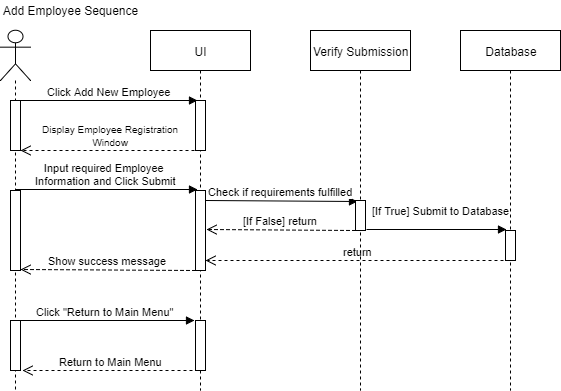 Add Employee Sequence
UI
Verify Submission
Database
Click Add New Employee
Display Employee Registration
Window
Input required Employee
Information and Click Submit
Check if requirements fulfilled
[If False] return
[If True] Submit to Database
return
Show success message
Click "Return to Main Menu"
Return to Main Menu